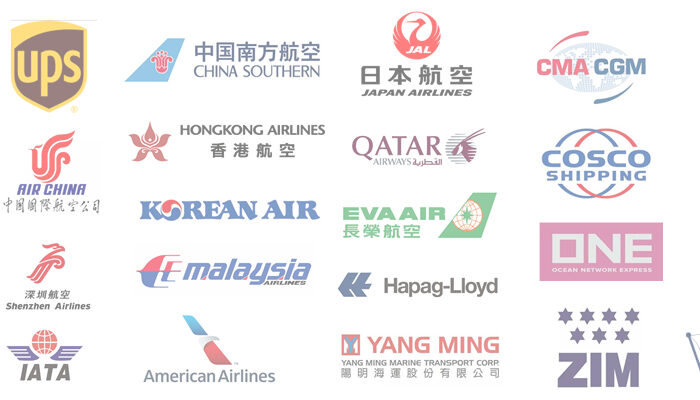 ups
®
AIR CHINA
中国国際航空公司
深圳航空
Shenzhen Airlines
IATA
中国南方航空
CHINA SOUTHERN
HONGKONG AIRLINES
香港航空
KOREAN AIR
malaysia
AIRLINES
American Airlines
JAL
日本航空
JAPAN AIRLINES
QATAR
AIRWAYS القطرية
EVA AIR
長榮航空
Hapag-Lloyd
YANG MING
YANG MING MARINE TRANSPORT CORP.
陽明海運股份有限公司
CMA CGM
COSCO
SHIPPING
ONE
OCEAN NETWORK EXPRESS
ZIM